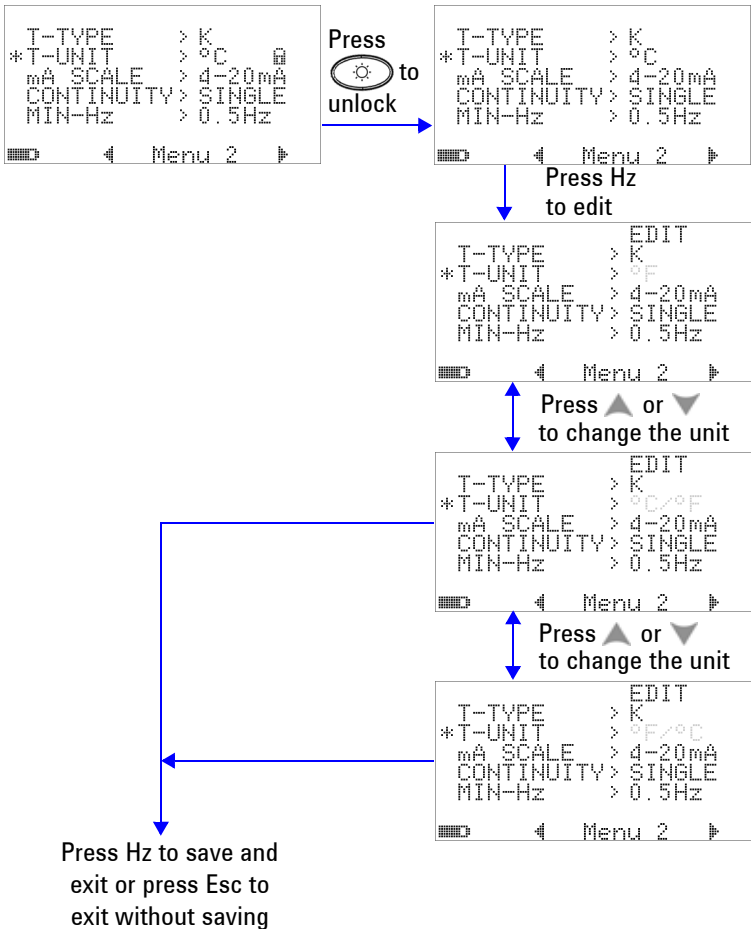 T-TYPE > K
*T-UNIT > °C
mA SCALE > 4-20mA
CONTINUITY> SINGLE
MIN-Hz > 0.5Hz
Menu 2
Press
to
unlock
T-TYPE > K
*T-UNIT > °C
mA SCALE > 4-20mA
CONTINUITY> SINGLE
MIN-Hz > 0.5Hz
Menu 2
Press Hz
to edit
EDIT
T-TYPE > K
*T-UNIT > °F
mA SCALE > 4-20mA
CONTINUITY> SINGLE
MIN-Hz > 0.5Hz
Menu 2
Press ▲ or ▼
to change the unit
EDIT
T-TYPE > K
*T-UNIT > °C/°F
mA SCALE > 4-20mA
CONTINUITY> SINGLE
MIN-Hz > 0.5Hz
Menu 2
Press ▲ or ▼
to change the unit
EDIT
T-TYPE > K
*T-UNIT > °F/°C
mA SCALE > 4-20mA
CONTINUITY> SINGLE
MIN-Hz > 0.5Hz
Menu 2
Press Hz to save and
exit or press Esc to
exit without saving